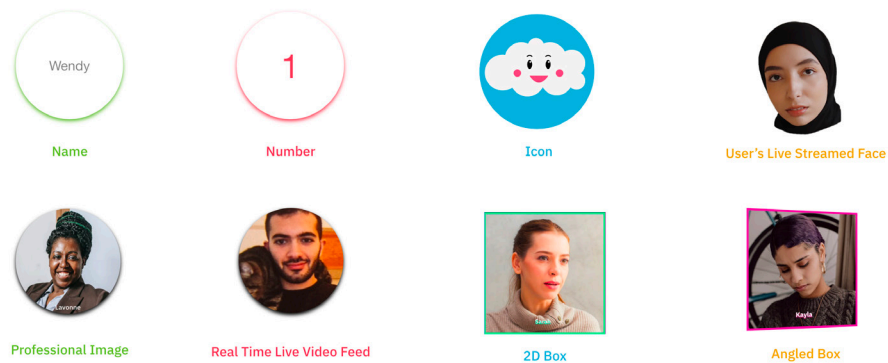 Wendy
1
Name
Number
Icon
User's Live Streamed Face
Lavonne
Sarah
Kayla
Professional Image
Real Time Live Video Feed
2D Box
Angled Box